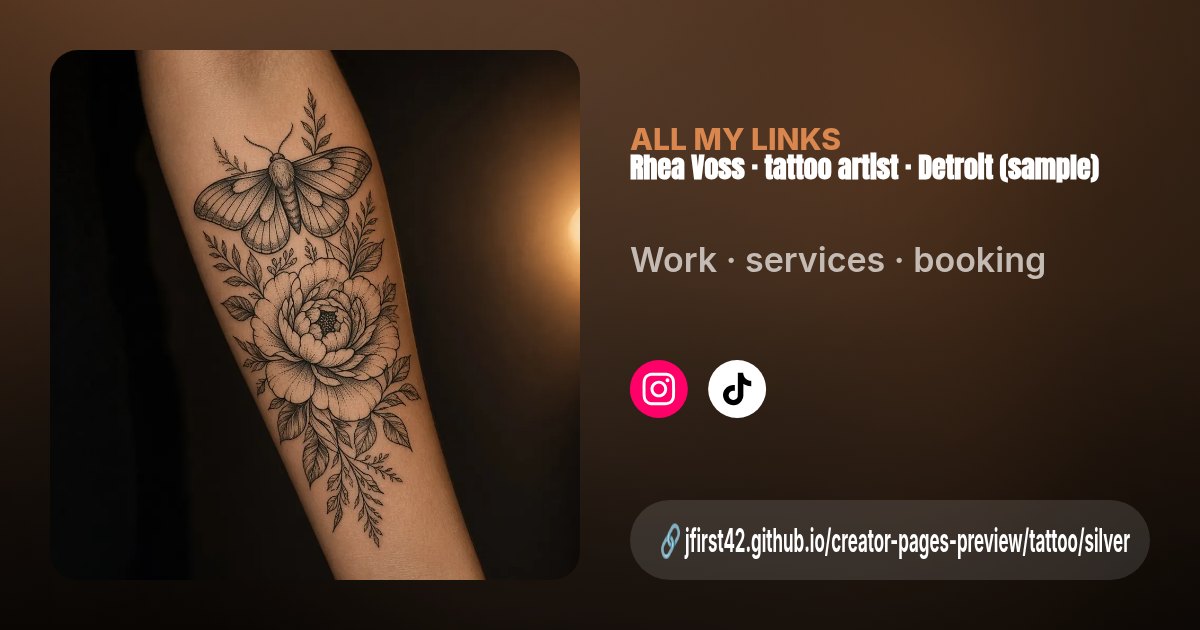 ALL MY LINKS
Rhea Voss · tattoo artist · Detroit (sample)
Work · services · booking
jfirst42.github.io/creator-pages-preview/tattoo/silver